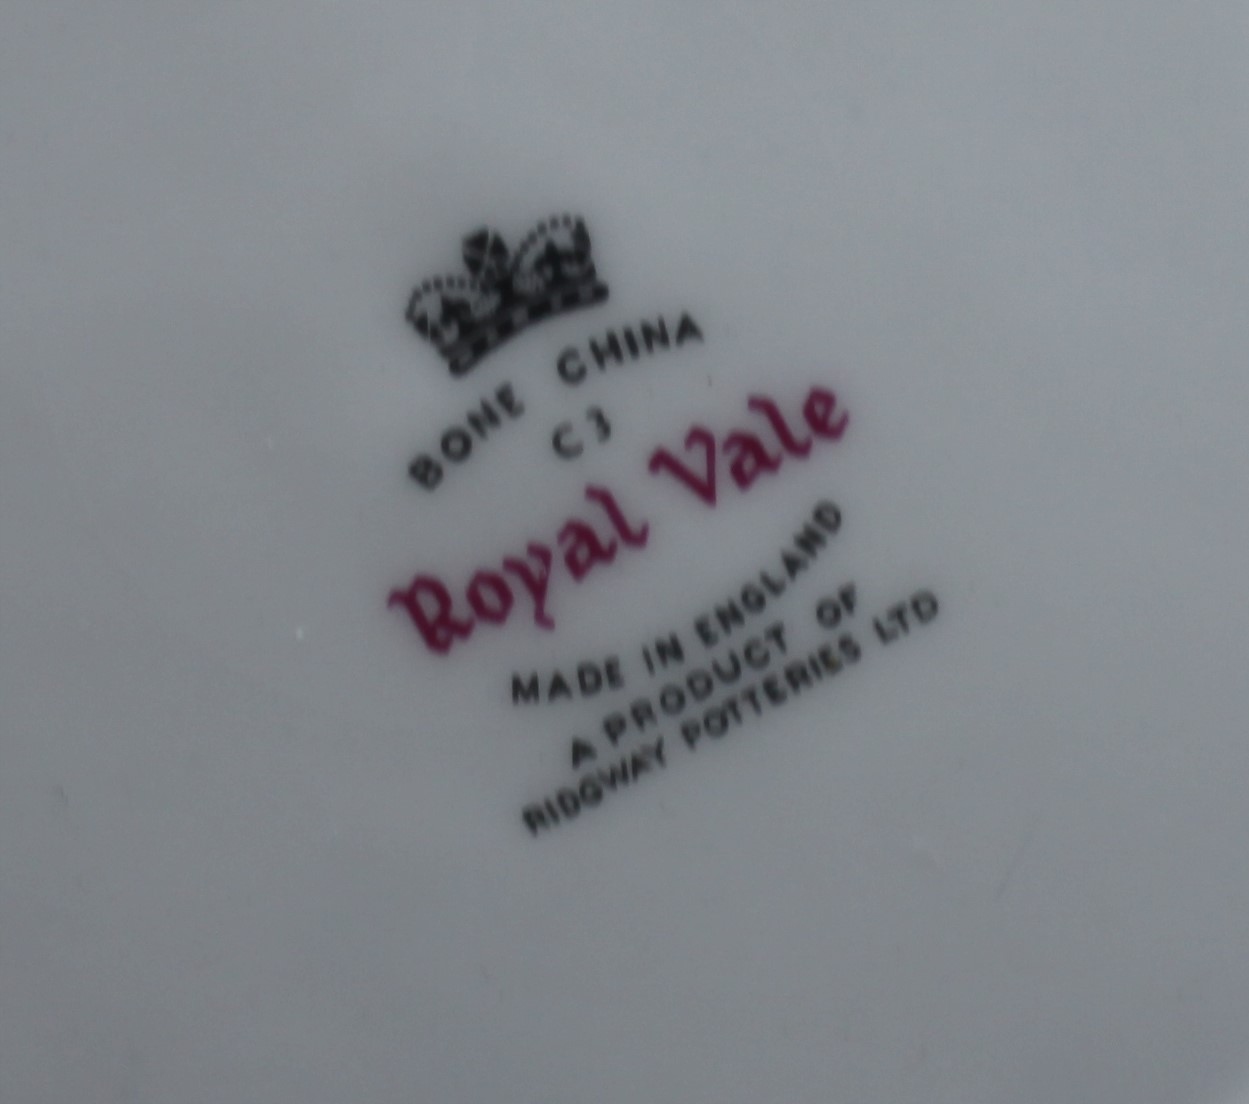 BONE CHINA
C3
Royal Vale
MADE IN ENGLAND
A PRODUCT OF
RIDGWAY POTTERIES LTD